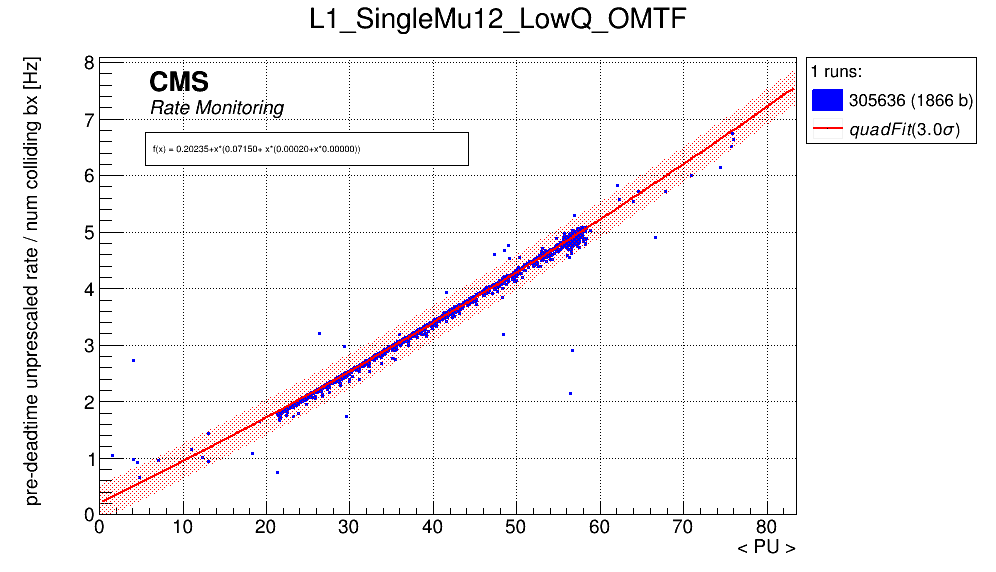 L1_SingleMu12_LowQ_OMTF
pre-deadtime unprescaled rate / num colliding bx [Hz]
8
7
6
5
4
3
2
1
0
CMS
Rate Monitoring
f(x) = 0.20235+x*(0.07150+ x*(0.00020+x*0.00000))
1 runs:
305636 (1866 b)
quadFit(3.0σ)
0 10 20 30 40 50 60 70 80
< PU >